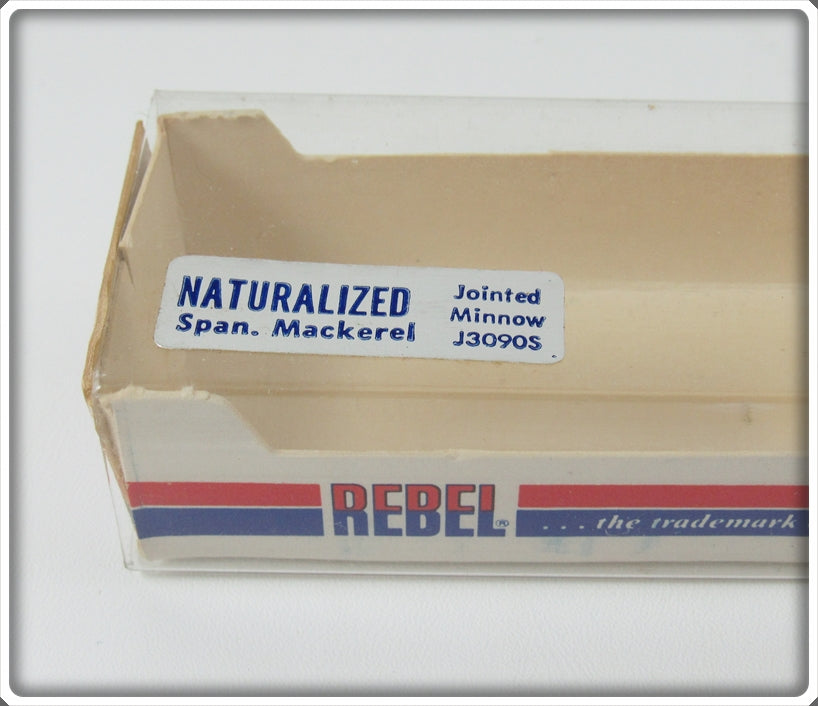 NATURALIZED
Span. Mackerel
Jointed
Minnow
J3090S
REBEL®
...the trademark